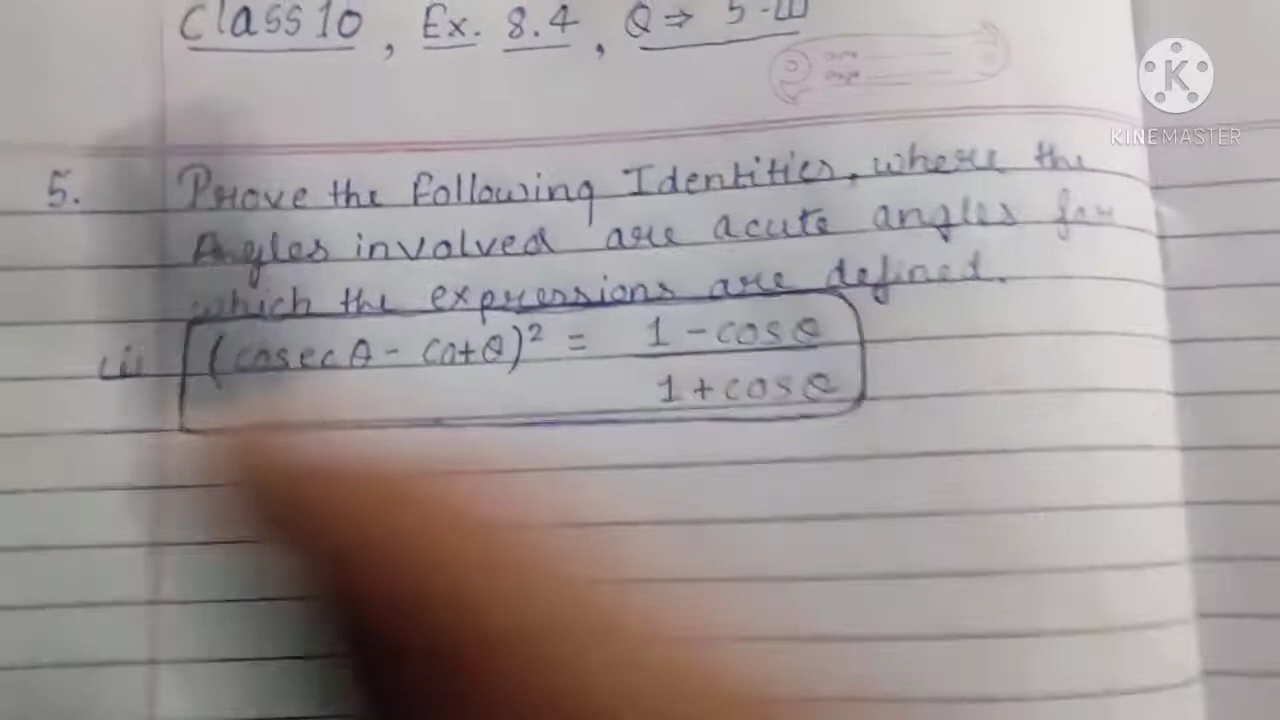 Class 10, Ex. 8.4, Q ⇒ 5-
KINEMASTER
5. Prove the following Identities, where the
Angles involved are acute angles for
which the expressions are defined.
(i) (cosec θ - cot θ)² = 1 - cos θ
1 + cos θ